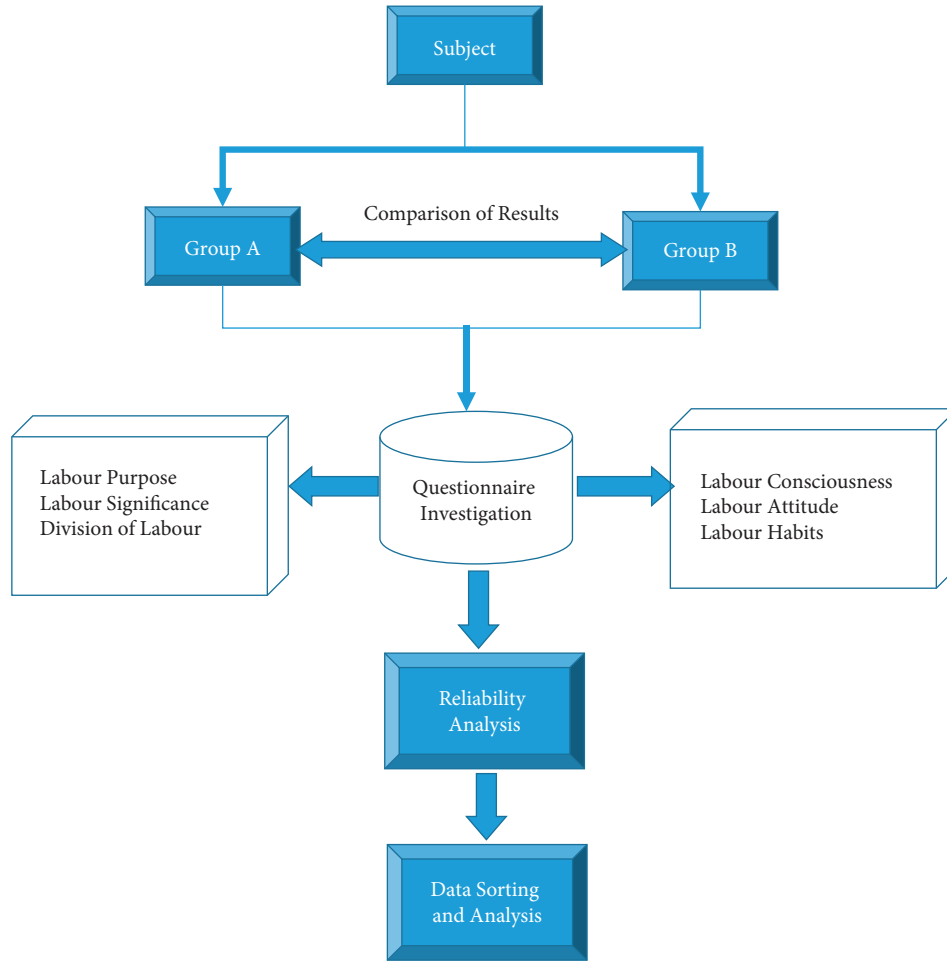 Subject
Comparison of Results
Group A
Group B
Labour Purpose
Labour Significance
Division of Labour
Questionnaire
Investigation
Labour Consciousness
Labour Attitude
Labour Habits
Reliability
Analysis
Data Sorting
and Analysis